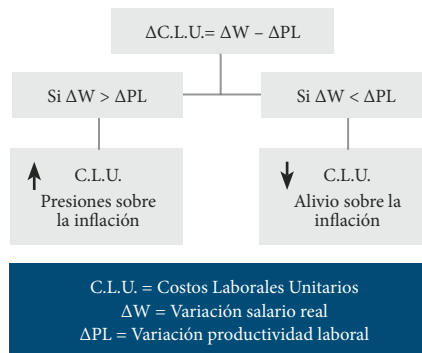 ΔC.L.U.= ΔW – ΔPL
Si ΔW > ΔPL
Si ΔW < ΔPL
C.L.U.
Presiones sobre
la inflación
C.L.U.
Alivio sobre la
inflación
C.L.U. = Costos Laborales Unitarios
ΔW = Variación salario real
ΔPL = Variación productividad laboral